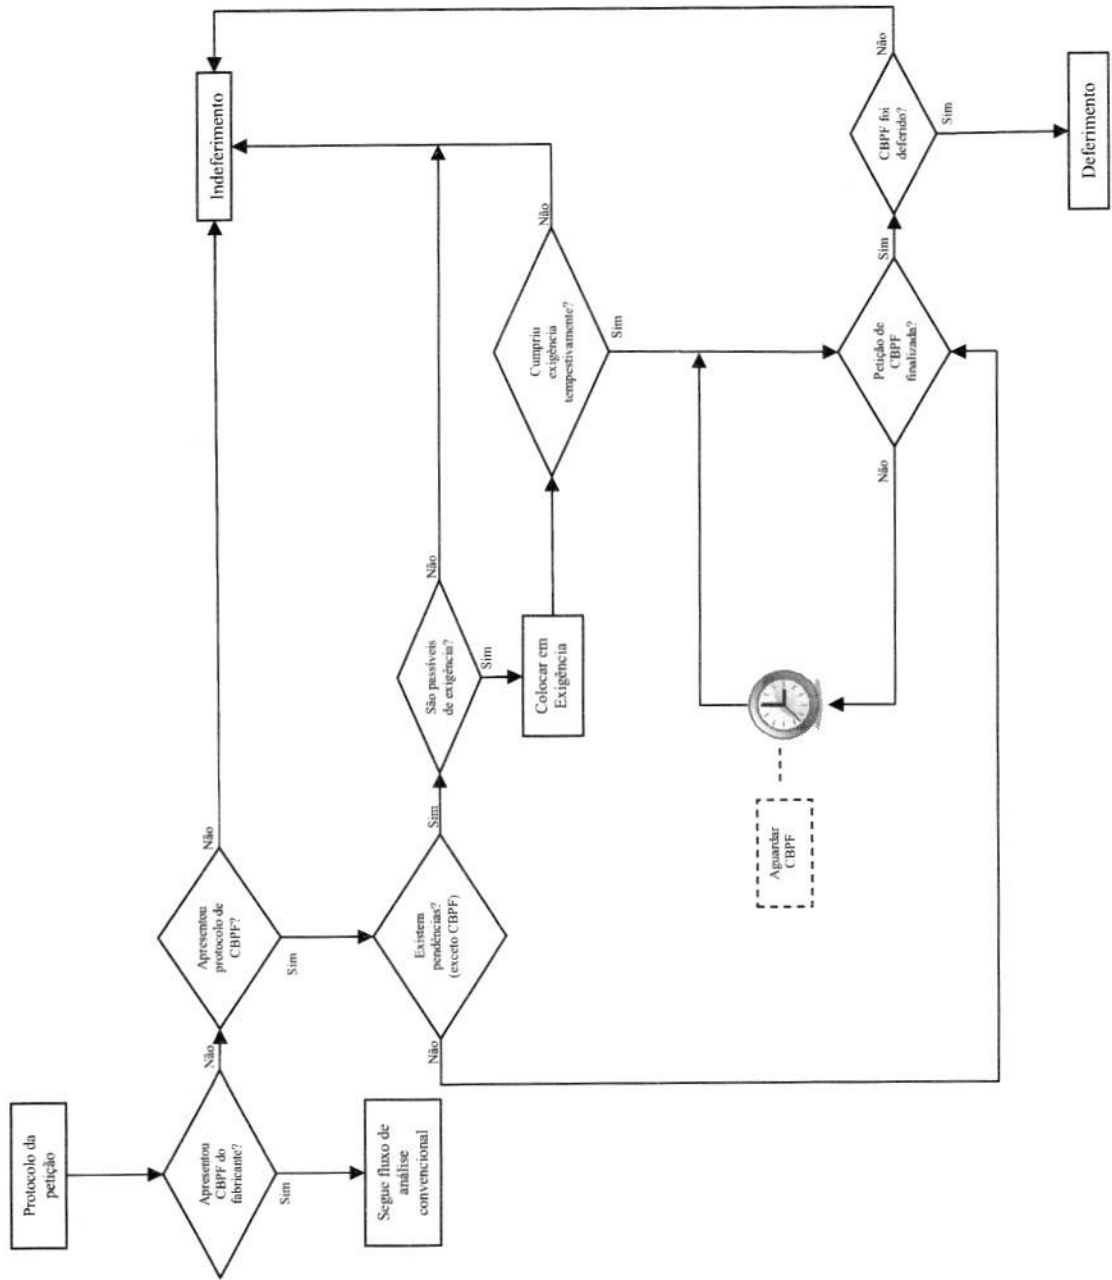 Protocolo da
petição
Apresentou
CBPF do
fabricante?
Sim
Segue fluxo de
análise
convencional
Não
Apresentou
protocolo de
CBPF?
Não
Sim
Existem
pendências?
(exceto CBPF)
Não
Sim
São passíveis
de exigência?
Não
Sim
Colocar em
Exigência
Cumpriu
exigência
tempestivamente?
Não
Sim
Indeferimento
Aguardar
CBPF
Petição de
CBPF
finalizada?
Não
Sim
CBPF foi
deferido?
Não
Sim
Deferimento